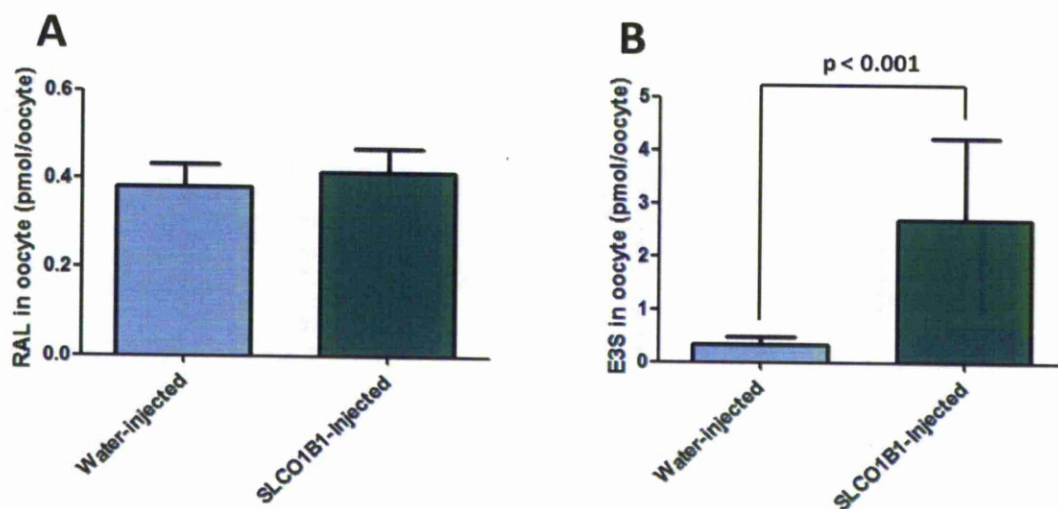 A
RAL in oocyte (pmol/oocyte)
0.6
0.4
0.2
0.0
Water-injected
SLCO1B1-Injected
B
p < 0.001
E3S in oocyte (pmol/oocyte)
5
4
3
2
1
0
Water-injected
SLCO1B1-Injected